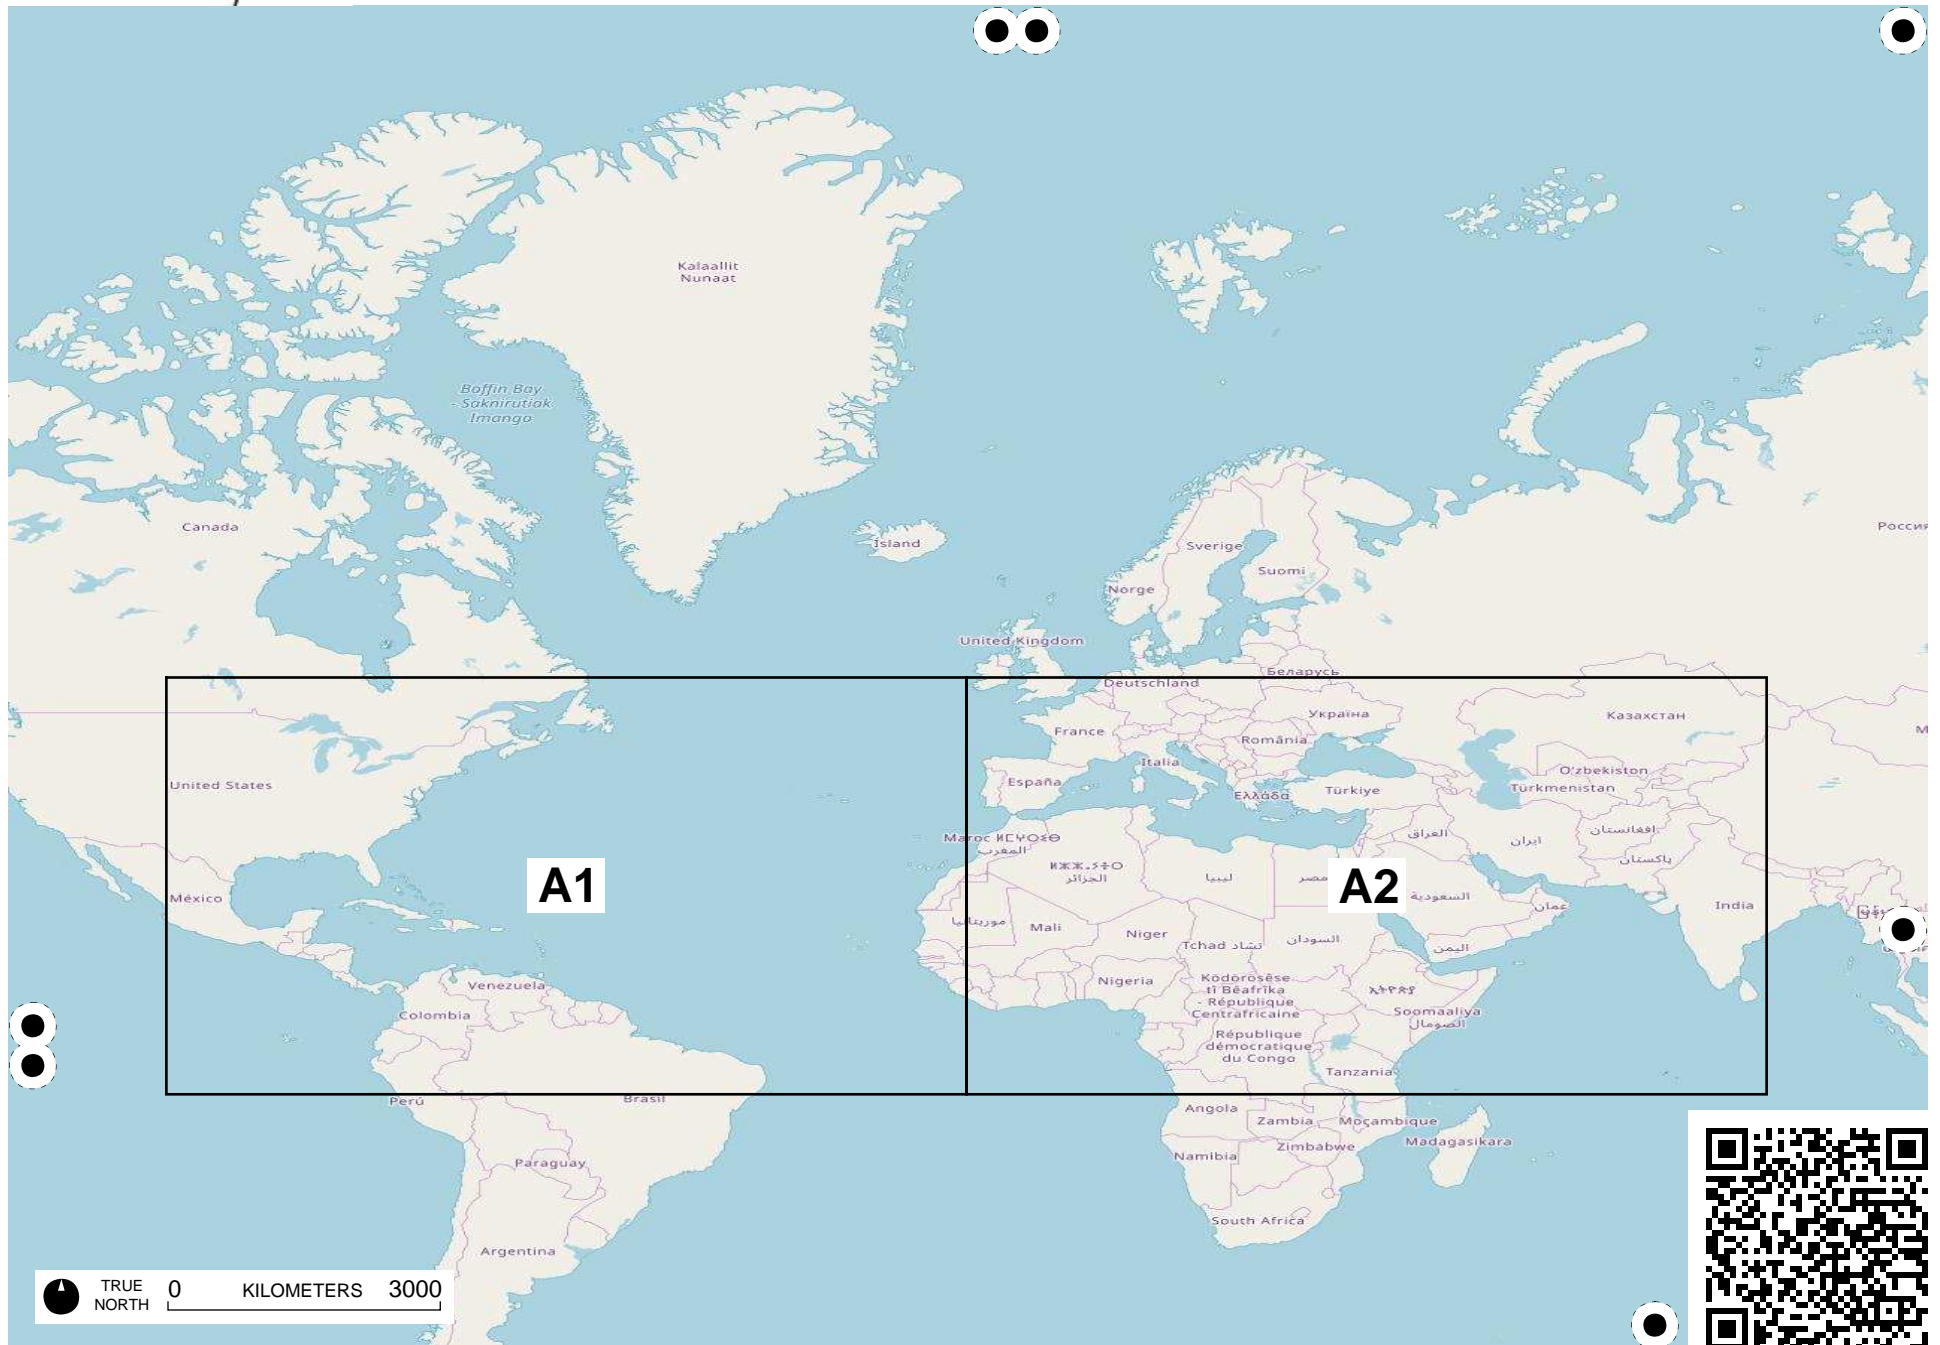 Kalaallit
Nunaat
Baffin Bay
- Saknirutiak
Imanga
Canada
Ísland
Sverige
Suomi
Norge
Россия
United Kingdom
Беларусь
Deutschland
Україна
Казахстан
France
România
Italia
O'zbekiston
España
Türkmenistan
United States
Ελλάδα
Türkiye
افغانستان
Maroc ⵍⵎⵖⵔⵉⴱ
المغرب
العراق
ایران
پاکستان
الجزائر
ليبيا
مصر
A1
A2
السعودية
México
عمان
India
موريتانيا
Mali
Niger
Tchad تشاد
السودان
اليمن
Venezuela
Nigeria
Ködörösêse
tî Bêafrîka
- République
Centrafricaine
ኢትዮጵያ
Colombia
Soomaaliya
الصومال
République
démocratique
du Congo
Tanzania
Perú
Brasil
Angola
Zambia
Moçambique
Zimbabwe
Madagasikara
Namibia
Paraguay
South Africa
Argentina
TRUE
NORTH
0 KILOMETERS 3000